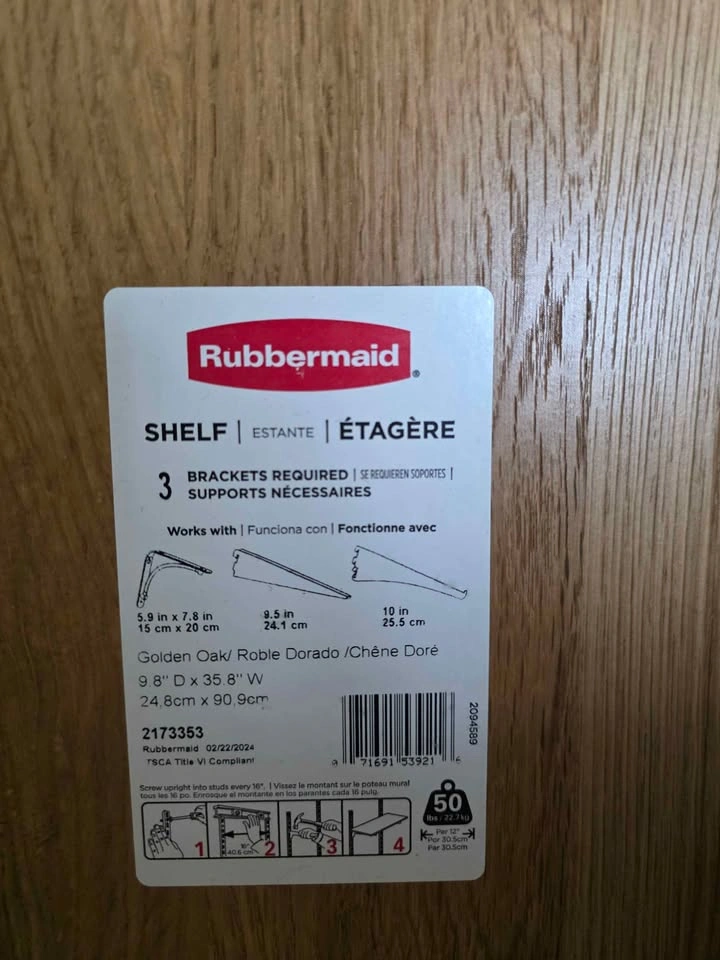 Rubbermaid®
SHELF | ESTANTE | ÉTAGÈRE
3 BRACKETS REQUIRED | SE REQUIEREN SOPORTES |
SUPPORTS NÉCESSAIRES
Works with | Funciona con | Fonctionne avec
5.9 in x 7.8 in
15 cm x 20 cm
9.5 in
24.1 cm
10 in
25.5 cm
Golden Oak/ Roble Dorado /Chêne Doré
9.8" D x 35.8" W
24,8cm x 90,9cm
2173353
Rubbermaid 02/22/2024
TSCA Title VI Compliant
0 71691 53921 6
2094589
Screw upright into studs every 16". | Vissez le montant sur le poteau mural
tous les 16 po. Enrosque el montante en los parantes cada 16 pulg.
1
16"
40.6 cm
2
3
4
50
lbs / 22.7 kg
Per 12"
Por 30.5cm
Par 30.5cm